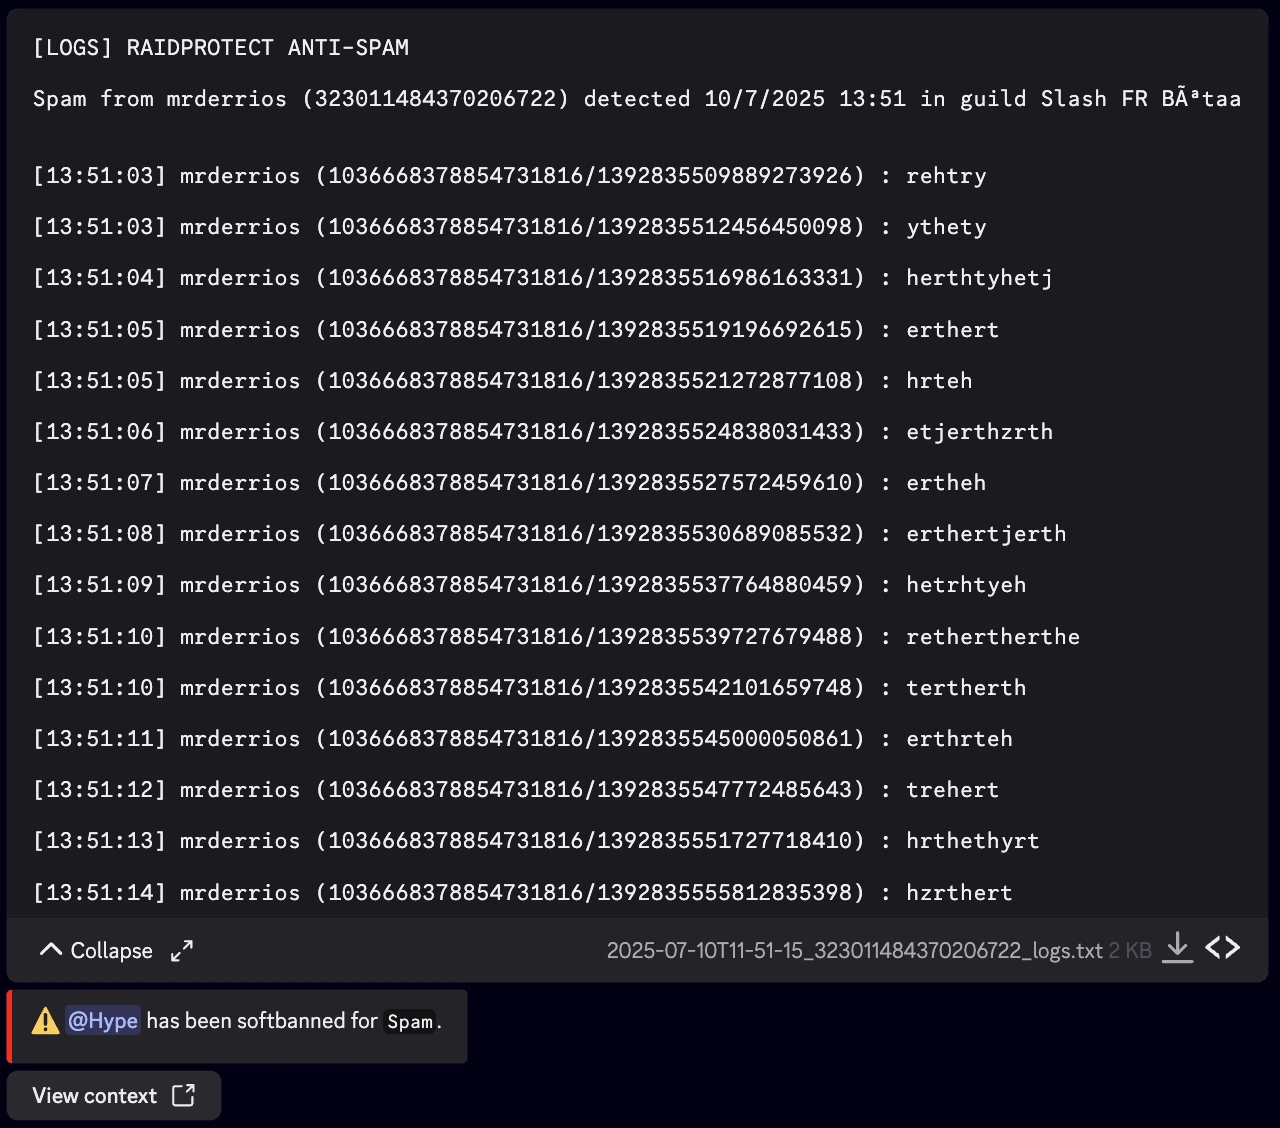 [LOGS] RAIDPROTECT ANTI-SPAM
Spam from mrderrios (323011484370206722) detected 10/7/2025 13:51 in guild Slash FR BÃªtaa
[13:51:03] mrderrios (1036668378854731816/1392835509889273926) : rehtry
[13:51:03] mrderrios (1036668378854731816/1392835512456450098) : ythety
[13:51:04] mrderrios (1036668378854731816/1392835516986163331) : herthtyhetj
[13:51:05] mrderrios (1036668378854731816/1392835519196692615) : erthert
[13:51:05] mrderrios (1036668378854731816/1392835521272877108) : hrteh
[13:51:06] mrderrios (1036668378854731816/1392835524838031433) : etjerthzrth
[13:51:07] mrderrios (1036668378854731816/1392835527572459610) : ertheh
[13:51:08] mrderrios (1036668378854731816/1392835530689085532) : erthertjerth
[13:51:09] mrderrios (1036668378854731816/1392835537764880459) : hetrhtyeh
[13:51:10] mrderrios (1036668378854731816/1392835539727679488) : rethertherthe
[13:51:10] mrderrios (1036668378854731816/1392835542101659748) : tertherth
[13:51:11] mrderrios (1036668378854731816/1392835545000050861) : erthrteh
[13:51:12] mrderrios (1036668378854731816/1392835547772485643) : trehert
[13:51:13] mrderrios (1036668378854731816/1392835551727718410) : hrthethyrt
[13:51:14] mrderrios (1036668378854731816/1392835555812835398) : hzrthert
Collapse 2025-07-10T11-51-15_323011484370206722_logs.txt 2 KB
@Hype has been softbanned for Spam.
View context